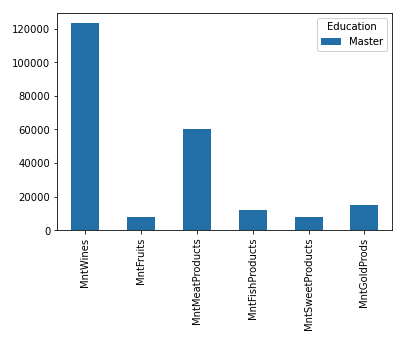 Education
Master
120000
100000
80000
60000
40000
20000
0
MntWines
MntFruits
MntMeatProducts
MntFishProducts
MntSweetProducts
MntGoldProds